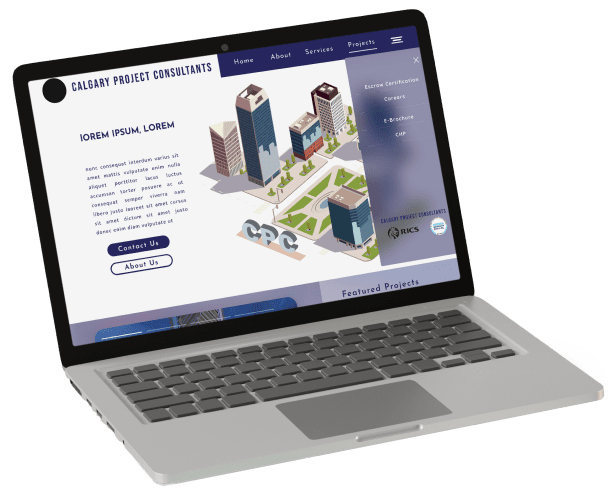 CALGARY PROJECT CONSULTANTS
Home About Services Projects
Escrow Certification
Careers
E-Brochure
CHP
lOREM IPSUM, LOREM
nunc consequat interdum varius sit
amet mattis vulputate enim nulla
aliquet porttitor lacus luctus
accumsan tortor posuere ac ut
consequat semper viverra nam
libero justo laoreet sit amet cursus
sit amet dictum sit amet justo
donec enim diam vulputate ut
Contact Us
About Us
CPC
CALGARY PROJECT CONSULTANTS
RICS
Featured Projects